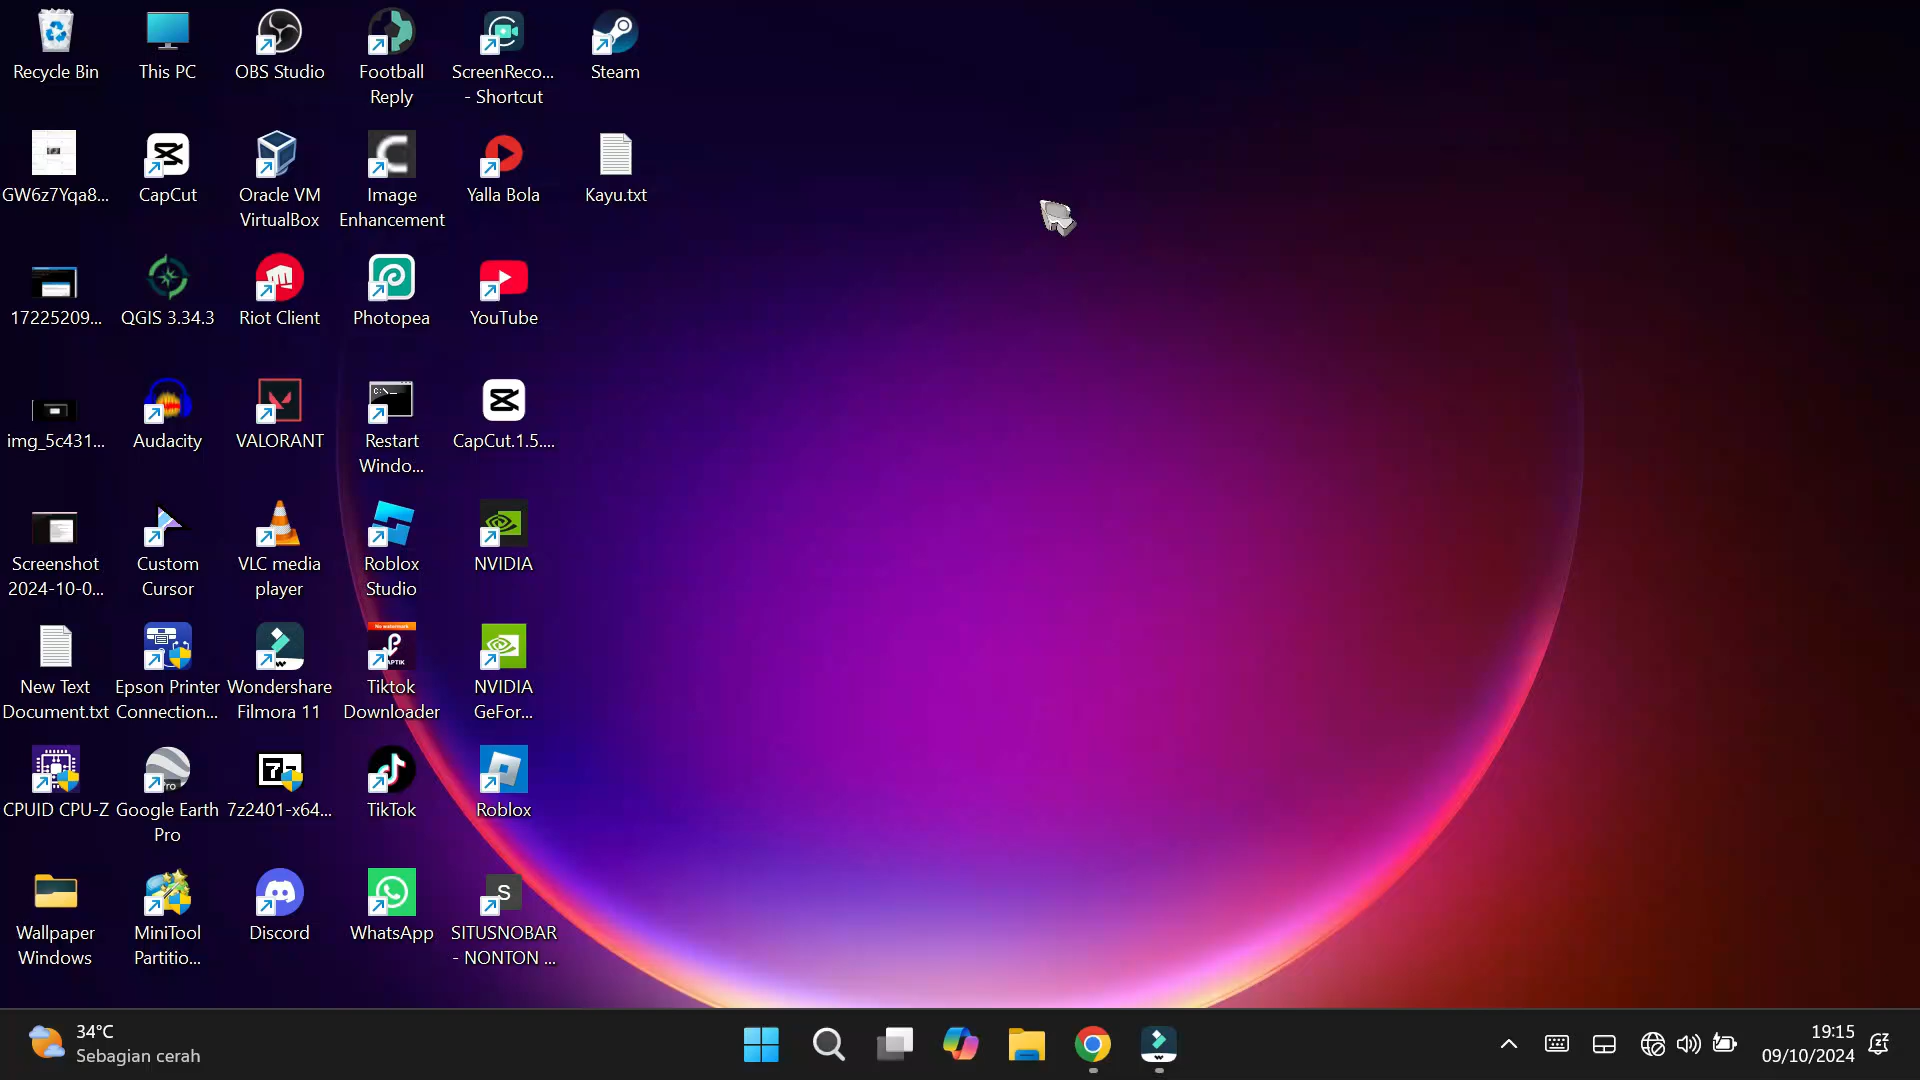 Recycle Bin
This PC
OBS Studio
Football
Reply
ScreenReco...
- Shortcut
Steam
GW6z7Yqa8...
CapCut
Oracle VM
VirtualBox
Image
Enhancement
Yalla Bola
Kayu.txt
17225209...
QGIS 3.34.3
Riot Client
Photopea
YouTube
img_5c431...
Audacity
VALORANT
C:\_
Restart
Windo...
CapCut.1.5....
Screenshot
2024-10-0...
Custom
Cursor
VLC media
player
Roblox
Studio
NVIDIA
New Text
Document.txt
Epson Printer
Connection...
Wondershare
Filmora 11
No watermark
Tiktok
Downloader
NVIDIA
GeFor...
CPUID CPU-Z
Google Earth
Pro
7z2401-x64...
TikTok
Roblox
Wallpaper
Windows
MiniTool
Partitio...
Discord
WhatsApp
S
SITUSNOBAR
- NONTON ...
34°C
Sebagian cerah
19:15
09/10/2024